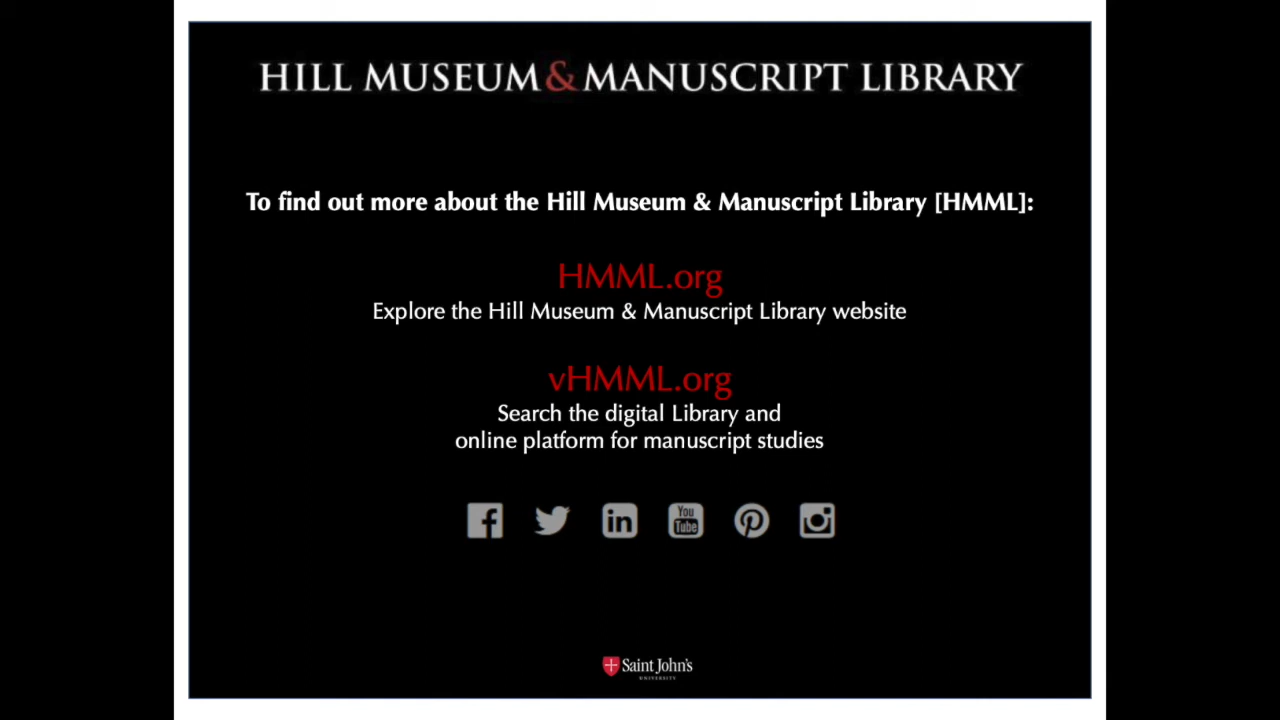 HILL MUSEUM & MANUSCRIPT LIBRARY
To find out more about the Hill Museum & Manuscript Library [HMML]:
HMML.org
Explore the Hill Museum & Manuscript Library website
vHMML.org
Search the digital Library and
online platform for manuscript studies
You
Tube
Saint John's
UNIVERSITY